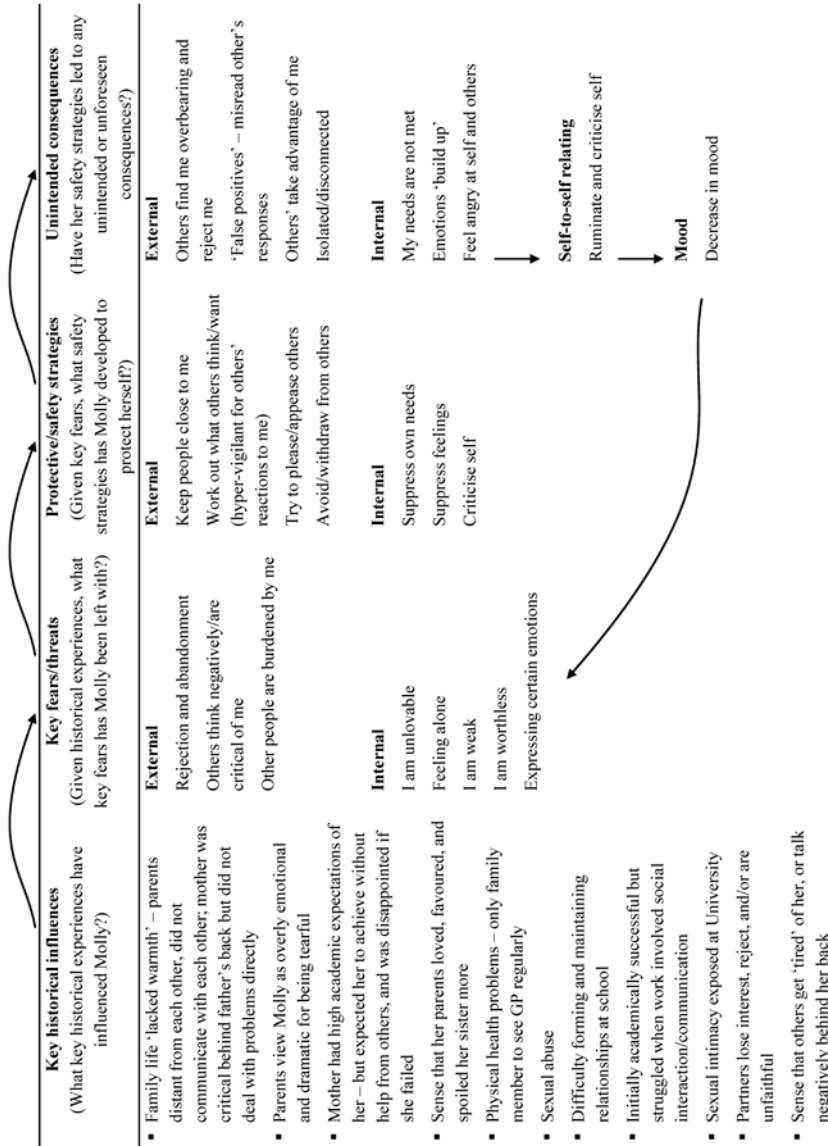 Key historical influences
(What key historical experiences have
influenced Molly?)
▪ Family life ‘lacked warmth’ – parents
distant from each other, did not
communicate with each other; mother was
critical behind father’s back but did not
deal with problems directly
▪ Parents view Molly as overly emotional
and dramatic for being tearful
▪ Mother had high academic expectations of
her – but expected her to achieve without
help from others, and was disappointed if
she failed
▪ Sense that her parents loved, favoured, and
spoiled her sister more
▪ Physical health problems – only family
member to see GP regularly
▪ Sexual abuse
▪ Difficulty forming and maintaining
relationships at school
▪ Initially academically successful but
struggled when work involved social
interaction/communication
▪ Sexual intimacy exposed at University
▪ Partners lose interest, reject, and/or are
unfaithful
▪ Sense that others get ‘tired’ of her, or talk
negatively behind her back
Key fears/threats
(Given historical experiences, what
key fears has Molly been left with?)
External
Rejection and abandonment
Others think negatively/are
critical of me
Other people are burdened by me
Internal
I am unlovable
Feeling alone
I am weak
I am worthless
Expressing certain emotions
Protective/safety strategies
(Given key fears, what safety
strategies has Molly developed to
protect herself?)
External
Keep people close to me
Work out what others think/want
(hyper-vigilant for others’
reactions to me)
Try to please/appease others
Avoid/withdraw from others
Internal
Suppress own needs
Suppress feelings
Criticise self
Unintended consequences
(Have her safety strategies led to any
unintended or unforeseen
consequences?)
External
Others find me overbearing and
reject me
‘False positives’ – misread other’s
responses
Others’ take advantage of me
Isolated/disconnected
Internal
My needs are not met
Emotions ‘build up’
Feel angry at self and others
Self-to-self relating
Ruminate and criticise self
Mood
Decrease in mood